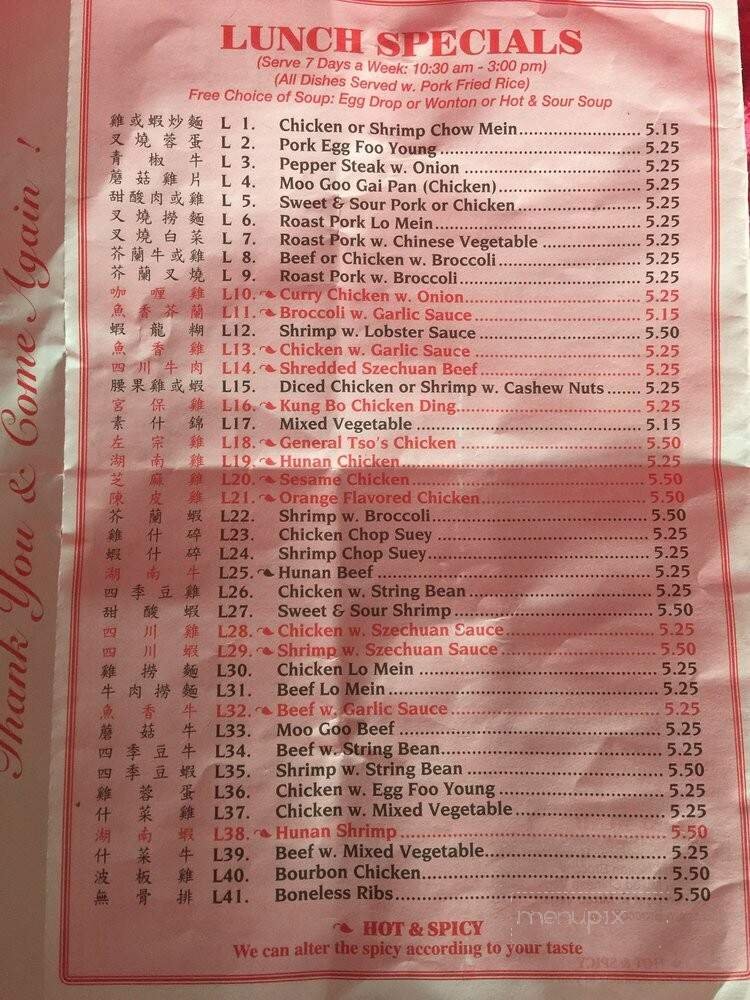 LUNCH SPECIALS
(Serve 7 Days a Week: 10:30 am - 3:00 pm)
(All Dishes Served w. Pork Fried Rice)
Free Choice of Soup: Egg Drop or Wonton or Hot & Sour Soup
雞或蝦炒麵 L 1. Chicken or Shrimp Chow Mein 5.15
叉燒蓉蛋 L 2. Pork Egg Foo Young 5.25
青椒牛 L 3. Pepper Steak w. Onion 5.25
蘑菇雞片 L 4. Moo Goo Gai Pan (Chicken) 5.25
甜酸肉或雞 L 5. Sweet & Sour Pork or Chicken 5.25
叉燒撈麵 L 6. Roast Pork Lo Mein 5.25
叉燒白菜 L 7. Roast Pork w. Chinese Vegetable 5.25
芥蘭牛或雞 L 8. Beef or Chicken w. Broccoli 5.25
芥蘭叉燒 L 9. Roast Pork w. Broccoli 5.25
咖喱雞 L10. Curry Chicken w. Onion 5.25
魚香芥蘭 L11. Broccoli w. Garlic Sauce 5.15
蝦龍糊 L12. Shrimp w. Lobster Sauce 5.50
魚香雞 L13. Chicken w. Garlic Sauce 5.25
四川牛肉 L14. Shredded Szechuan Beef 5.25
腰果雞或蝦 L15. Diced Chicken or Shrimp w. Cashew Nuts 5.25
宮保雞 L16. Kung Bo Chicken Ding 5.25
素什錦 L17. Mixed Vegetable 5.15
左宗雞 L18. General Tso's Chicken 5.50
湖南雞 L19. Hunan Chicken 5.25
芝麻雞 L20. Sesame Chicken 5.50
陳皮雞 L21. Orange Flavored Chicken 5.50
芥蘭蝦 L22. Shrimp w. Broccoli 5.50
雞什碎 L23. Chicken Chop Suey 5.25
蝦什碎 L24. Shrimp Chop Suey 5.25
湖南牛 L25. Hunan Beef 5.25
四季豆雞 L26. Chicken w. String Bean 5.25
甜酸蝦 L27. Sweet & Sour Shrimp 5.50
四川雞 L28. Chicken w. Szechuan Sauce 5.25
四川蝦 L29. Shrimp w. Szechuan Sauce 5.50
雞撈麵 L30. Chicken Lo Mein 5.25
牛肉撈麵 L31. Beef Lo Mein 5.25
魚香牛 L32. Beef w. Garlic Sauce 5.25
蘑菇牛 L33. Moo Goo Beef 5.25
四季豆牛 L34. Beef w. String Bean 5.25
四季豆蝦 L35. Shrimp w. String Bean 5.50
雞蓉蛋 L36. Chicken w. Egg Foo Young 5.25
什菜雞 L37. Chicken w. Mixed Vegetable 5.25
湖南蝦 L38. Hunan Shrimp 5.50
什菜牛 L39. Beef w. Mixed Vegetable 5.25
波板雞 L40. Bourbon Chicken 5.50
無骨排 L41. Boneless Ribs 5.50
HOT & SPICY
We can alter the spicy according to your taste
Thank You & Come Again !
menupix